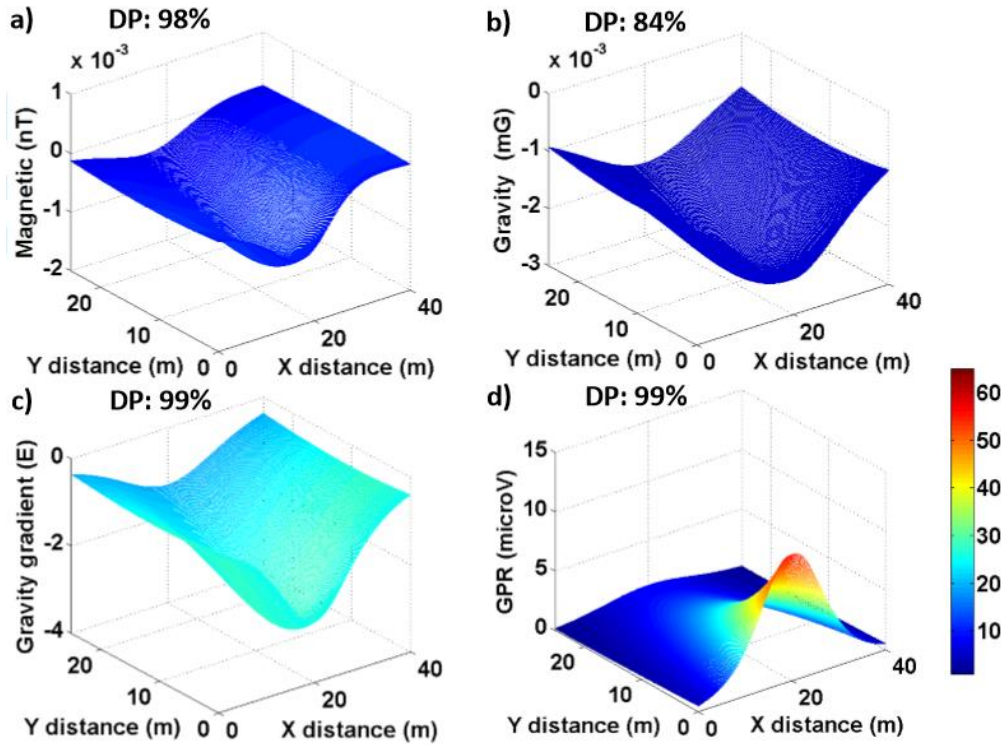 a) DP: 98%
x 10⁻³
1
0
-1
-2
Magnetic (nT)
20
10
0
Y distance (m)
0
20
40
X distance (m)
b) DP: 84%
x 10⁻³
0
-1
-2
-3
Gravity (mG)
20
10
0
Y distance (m)
0
20
40
X distance (m)
c) DP: 99%
0
-2
-4
Gravity gradient (E)
20
10
0
Y distance (m)
0
20
40
X distance (m)
d) DP: 99%
15
10
5
0
GPR (microV)
20
10
0
Y distance (m)
0
20
40
X distance (m)
60
50
40
30
20
10